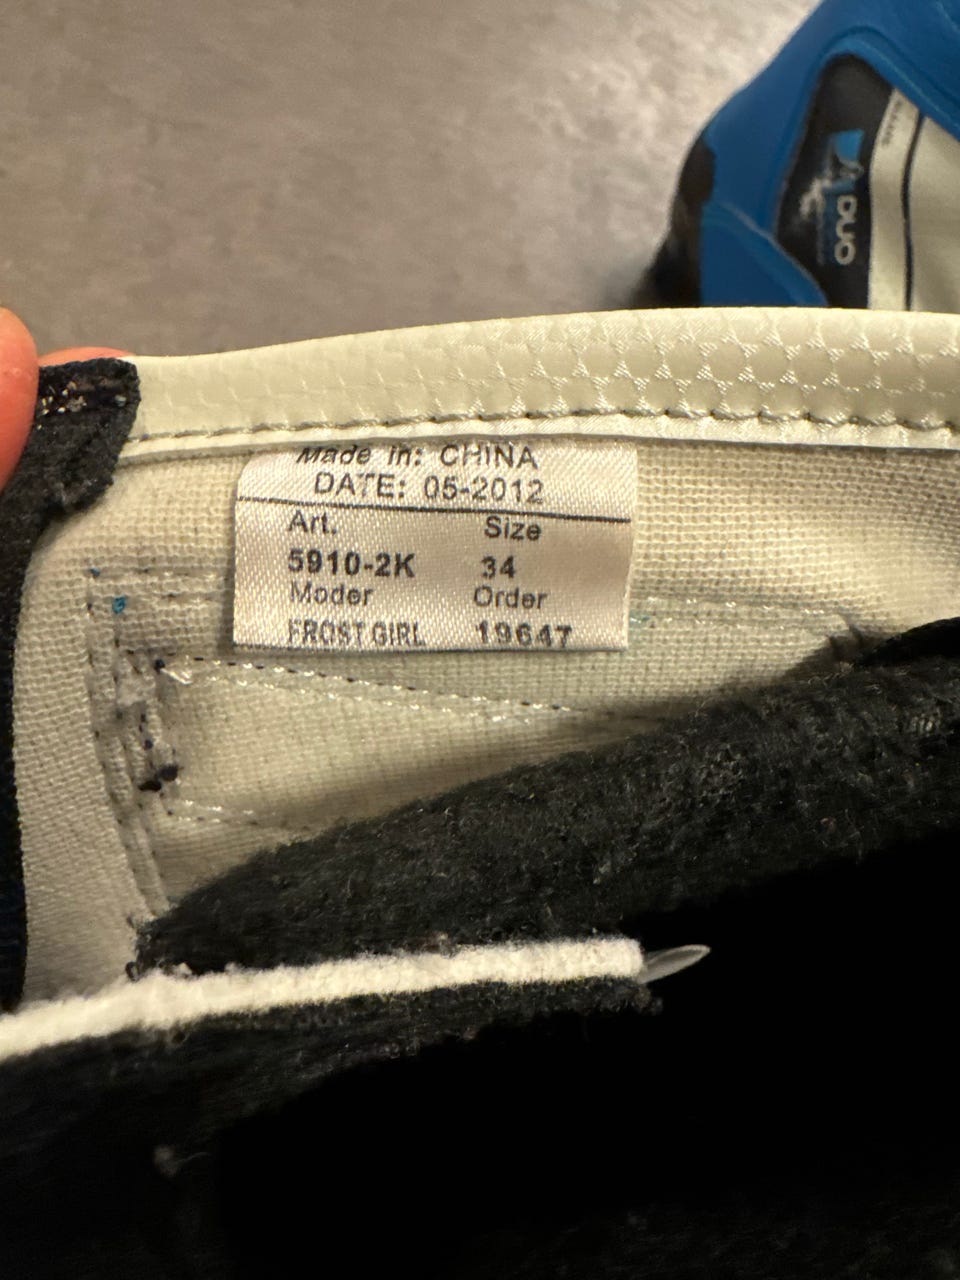 DUO
Made in: CHINA
DATE: 05-2012
Art. Size
5910-2K 34
Moder Order
FROST GIRL 19647